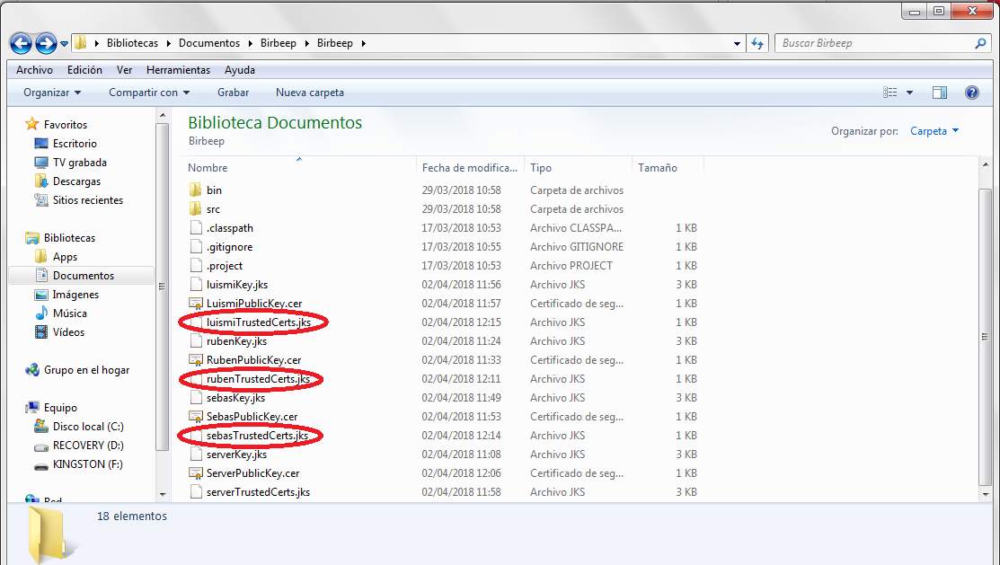 Bibliotecas Documentos Birbeep Birbeep
Buscar Birbeep
Archivo Edición Ver Herramientas Ayuda
Organizar Compartir con Grabar Nueva carpeta
Favoritos
Escritorio
TV grabada
Descargas
Sitios recientes
Bibliotecas
Apps
Documentos
Imágenes
Música
Vídeos
Grupo en el hogar
Equipo
Disco local (C:)
RECOVERY (D:)
KINGSTON (F:)
Red
Biblioteca Documentos
Birbeep
Organizar por: Carpeta
Nombre Fecha de modifica... Tipo Tamaño
bin 29/03/2018 10:58 Carpeta de archivos
src 29/03/2018 10:58 Carpeta de archivos
.classpath 17/03/2018 10:53 Archivo CLASSPA... 1 KB
.gitignore 17/03/2018 10:55 Archivo GITIGNORE 1 KB
.project 17/03/2018 10:53 Archivo PROJECT 1 KB
luismiKey.jks 02/04/2018 11:56 Archivo JKS 3 KB
LuismiPublicKey.cer 02/04/2018 11:57 Certificado de seg... 1 KB
luismiTrustedCerts.jks 02/04/2018 12:15 Archivo JKS 1 KB
rubenKey.jks 02/04/2018 11:24 Archivo JKS 3 KB
RubenPublicKey.cer 02/04/2018 11:33 Certificado de seg... 1 KB
rubenTrustedCerts.jks 02/04/2018 12:11 Archivo JKS 1 KB
sebasKey.jks 02/04/2018 11:49 Archivo JKS 3 KB
SebasPublicKey.cer 02/04/2018 11:53 Certificado de seg... 1 KB
sebasTrustedCerts.jks 02/04/2018 12:14 Archivo JKS 1 KB
serverKey.jks 02/04/2018 11:08 Archivo JKS 3 KB
ServerPublicKey.cer 02/04/2018 12:06 Certificado de seg... 1 KB
serverTrustedCerts.jks 02/04/2018 11:58 Archivo JKS 3 KB
18 elementos